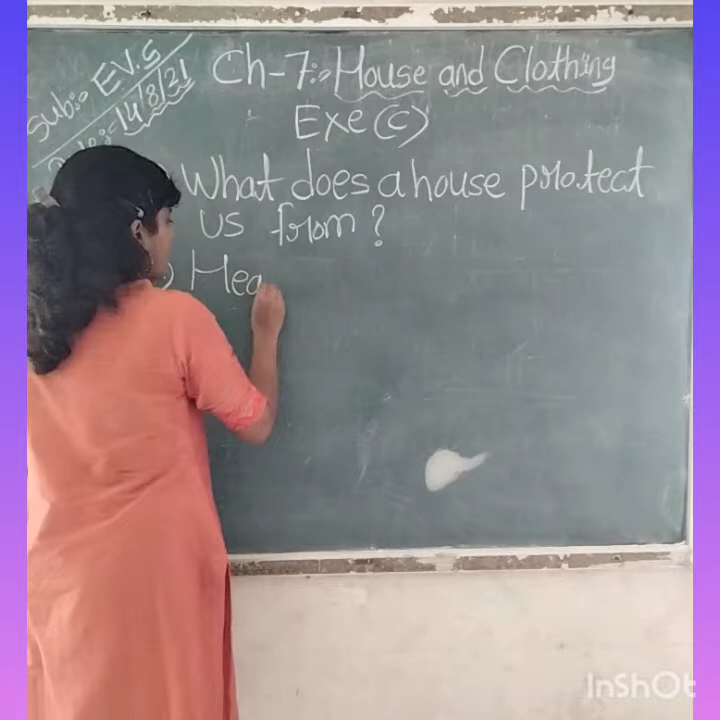 Sub:- E.V.S
14/8/21
Ch-7:- House and Clothing
Exe (c)
What does a house protect
us from?
Hea
InShOt